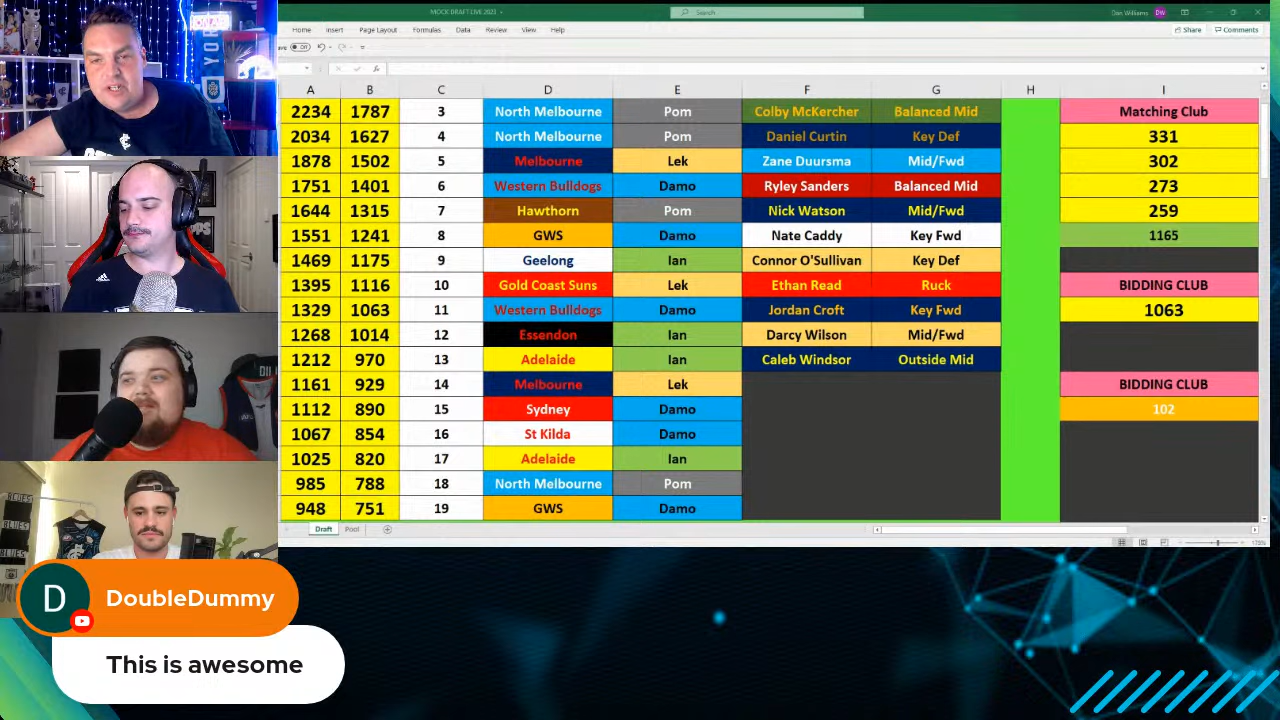 MOCK DRAFT LIVE 2023
Search
Dan Williams
DW
Home Insert Page Layout Formulas Data Review View Help
Share Comments
Off
fx
A B C D E F G H I
2234 1787 3 North Melbourne Pom Colby McKercher Balanced Mid Matching Club
2034 1627 4 North Melbourne Pom Daniel Curtin Key Def 331
1878 1502 5 Melbourne Lek Zane Duursma Mid/Fwd 302
1751 1401 6 Western Bulldogs Damo Ryley Sanders Balanced Mid 273
1644 1315 7 Hawthorn Pom Nick Watson Mid/Fwd 259
1551 1241 8 GWS Damo Nate Caddy Key Fwd 1165
1469 1175 9 Geelong Ian Connor O'Sullivan Key Def
1395 1116 10 Gold Coast Suns Lek Ethan Read Ruck BIDDING CLUB
1329 1063 11 Western Bulldogs Damo Jordan Croft Key Fwd 1063
1268 1014 12 Essendon Ian Darcy Wilson Mid/Fwd
1212 970 13 Adelaide Ian Caleb Windsor Outside Mid
1161 929 14 Melbourne Lek BIDDING CLUB
1112 890 15 Sydney Damo 102
1067 854 16 St Kilda Damo
1025 820 17 Adelaide Ian
985 788 18 North Melbourne Pom
948 751 19 GWS Damo
Draft Pool
ON AIR
YOR
BLUES
D
DoubleDummy
This is awesome